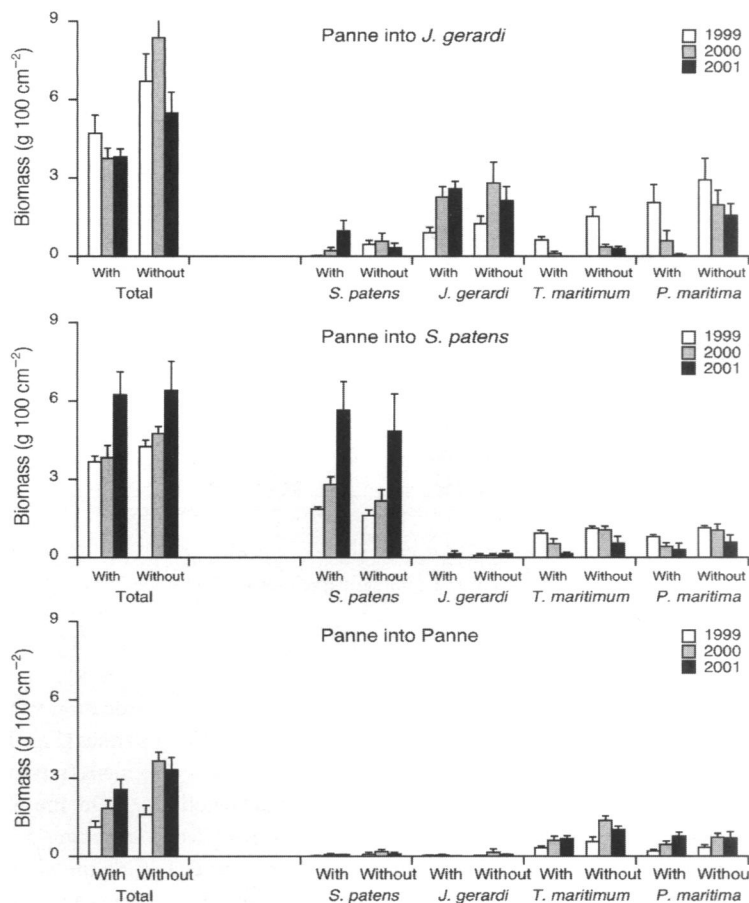 Panne into J. gerardi
1999
2000
2001
Biomass (g 100 cm⁻²)
9
6
3
0
With Without With Without With Without With Without With Without
Total S. patens J. gerardi T. maritimum P. maritima
Panne into S. patens
1999
2000
2001
Biomass (g 100 cm⁻²)
9
6
3
0
With Without With Without With Without With Without With Without
Total S. patens J. gerardi T. maritimum P. maritima
Panne into Panne
1999
2000
2001
Biomass (g 100 cm⁻²)
9
6
3
0
With Without With Without With Without With Without With Without
Total S. patens J. gerardi T. maritimum P. maritima